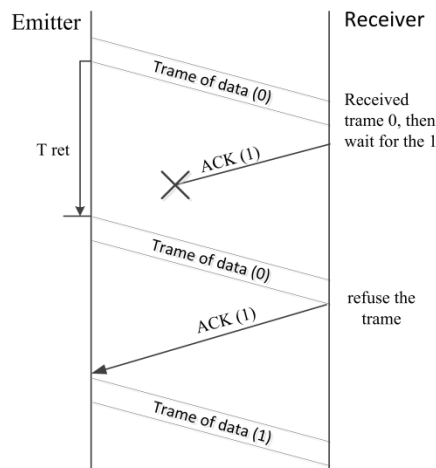 Emitter
Receiver
Trame of data (0)
Received
trame 0, then
wait for the 1
T ret
ACK (1)
Trame of data (0)
refuse the
trame
ACK (1)
Trame of data (1)